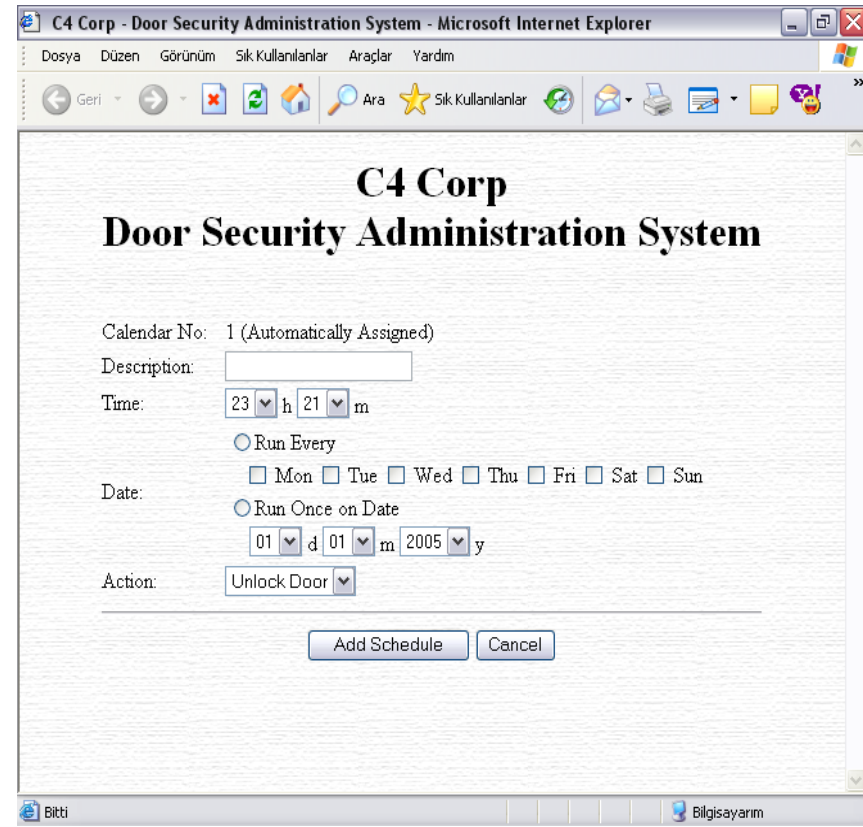 C4 Corp - Door Security Administration System - Microsoft Internet Explorer
Dosya Düzen Görünüm Sık Kullanılanlar Araçlar Yardım
Geri Ara Sık Kullanılanlar »
C4 Corp
Door Security Administration System
Calendar No: 1 (Automatically Assigned)
Description:
Time: 23 h 21 m
Run Every
Mon Tue Wed Thu Fri Sat Sun
Date:
Run Once on Date
01 d 01 m 2005 y
Action: Unlock Door
Add Schedule Cancel
Bitti Bilgisayarım